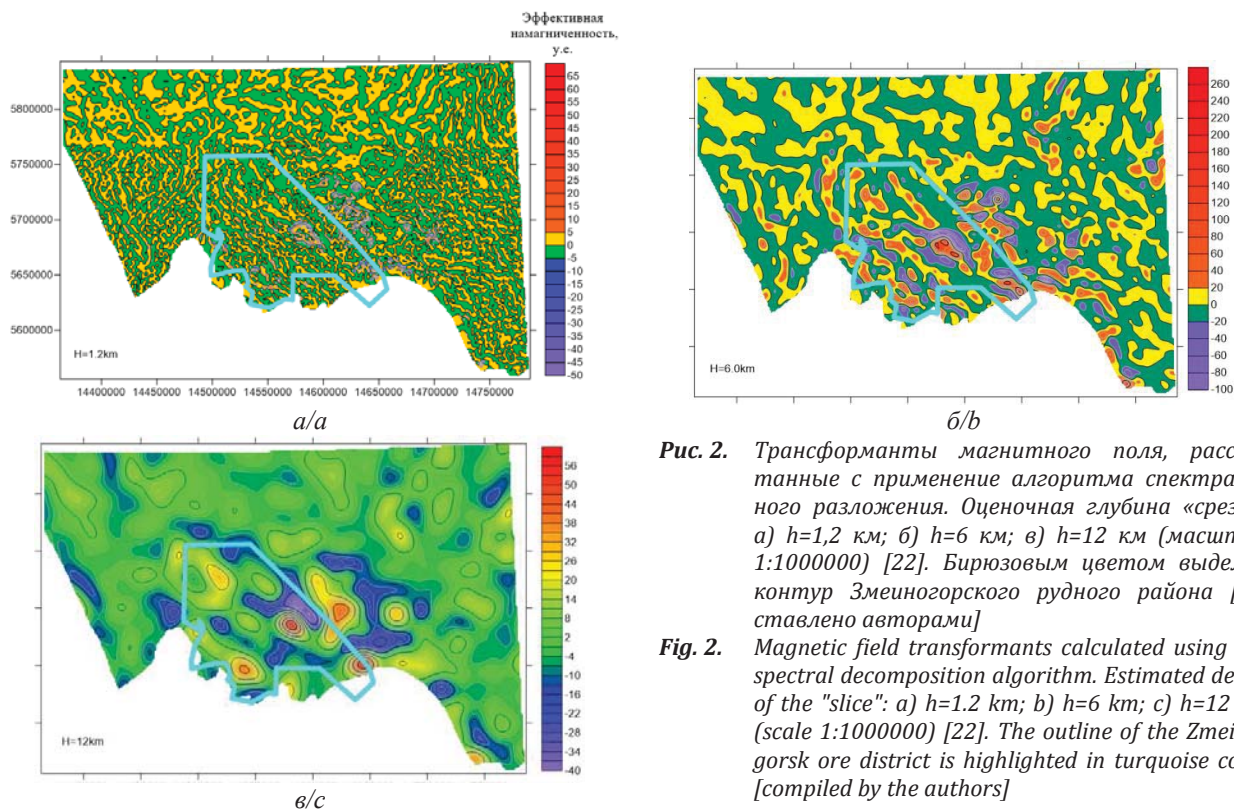 Эффективная
намагниченность,
у.е.
65
60
55
50
45
40
35
30
25
20
15
10
5
0
-5
-10
-15
-20
-25
-30
-35
-40
-45
-50
5800000
5750000
5700000
5650000
5600000
H=1.2km
14400000 14450000 14500000 14550000 14600000 14650000 14700000 14750000
а/a
260
240
220
200
180
160
140
120
100
80
60
40
20
0
-20
-40
-60
-80
-100
H=6.0km
б/b
56
50
44
38
32
26
20
14
8
2
-4
-10
-16
-22
-28
-34
-40
H=12km
в/c
Рис. 2. Трансформанты магнитного поля, расс
танные с применение алгоритма спектра
ного разложения. Оценочная глубина «срез
а) h=1,2 км; б) h=6 км; в) h=12 км (масшт
1:1000000) [22]. Бирюзовым цветом выдел
контур Змеиногорского рудного района [
ставлено авторами]
Fig. 2. Magnetic field transformants calculated using
spectral decomposition algorithm. Estimated de
of the "slice": a) h=1.2 km; b) h=6 km; c) h=12
(scale 1:1000000) [22]. The outline of the Zmei
gorsk ore district is highlighted in turquoise co
[compiled by the authors]